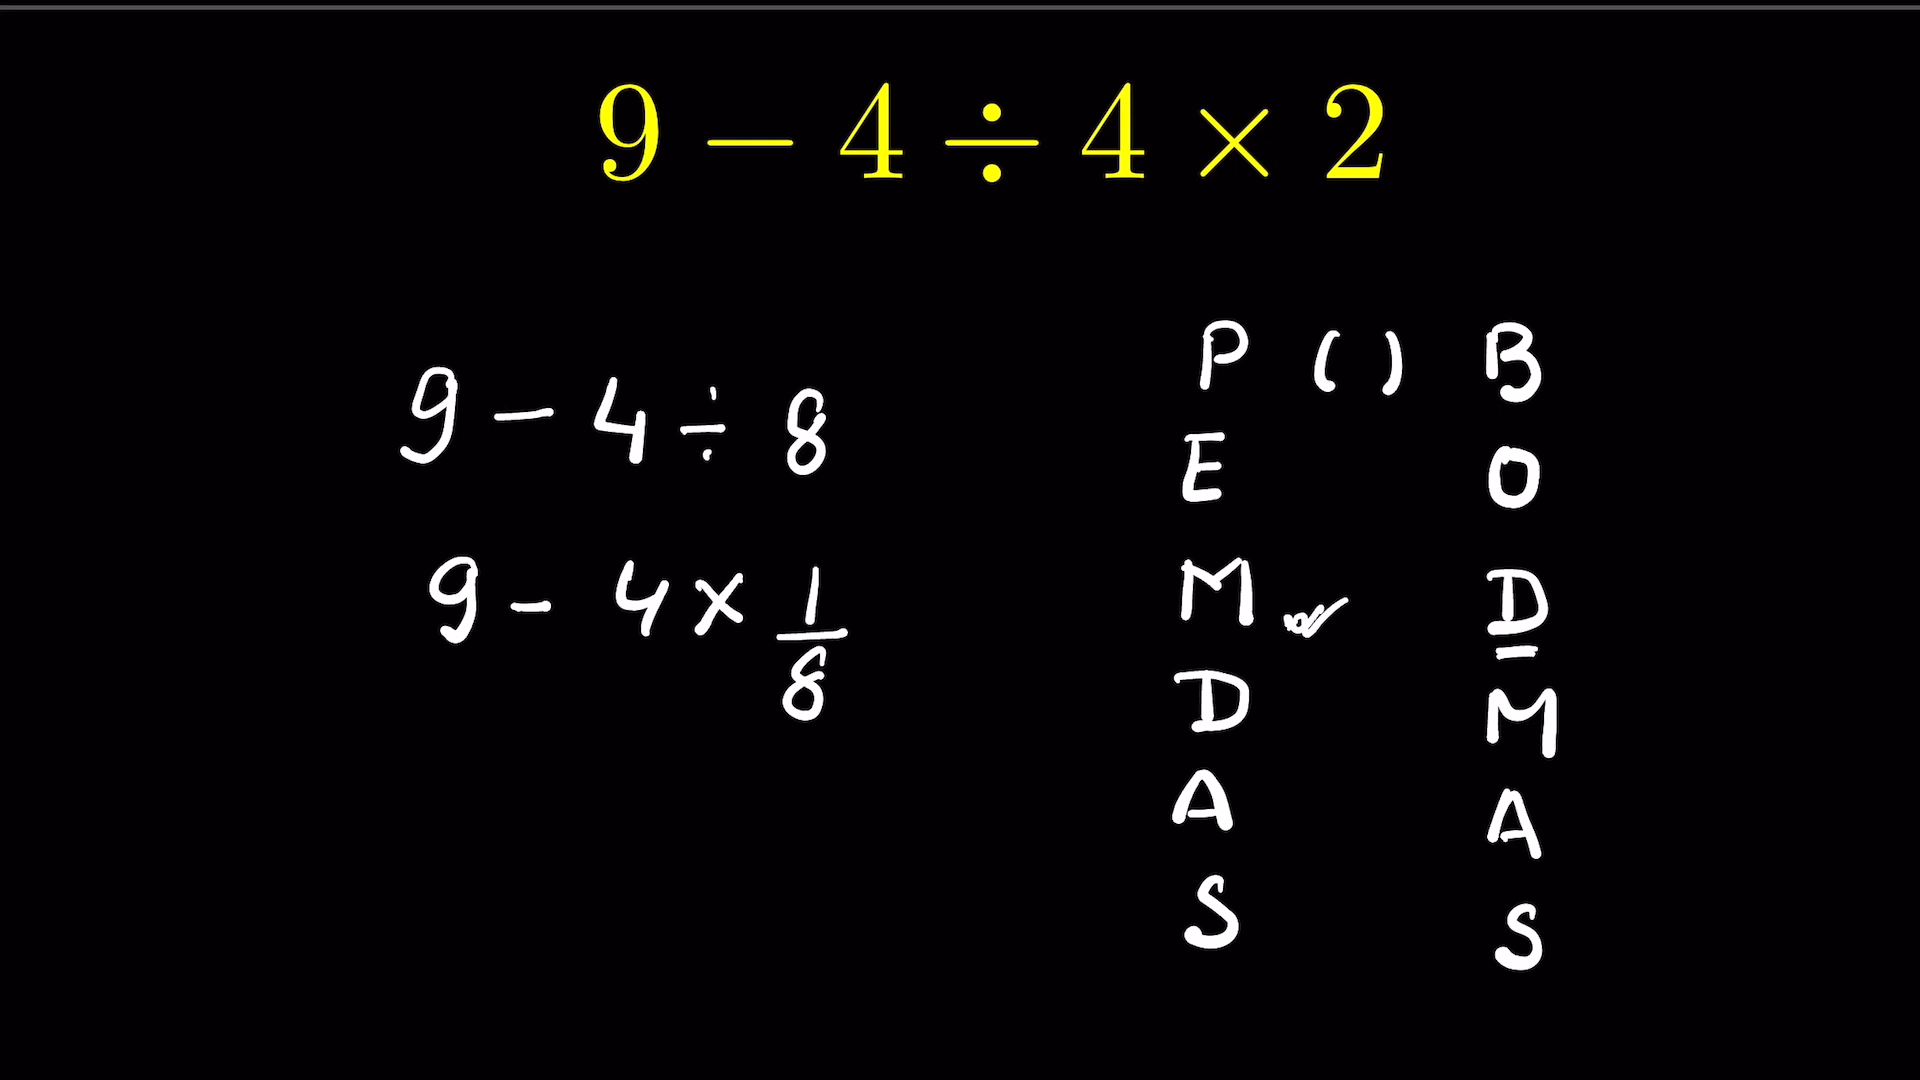 9 − 4 ÷ 4 × 2
9 − 4 ÷ 8
9 − 4 × 1/8
P ( ) B
E O
M D
D M
A A
S S